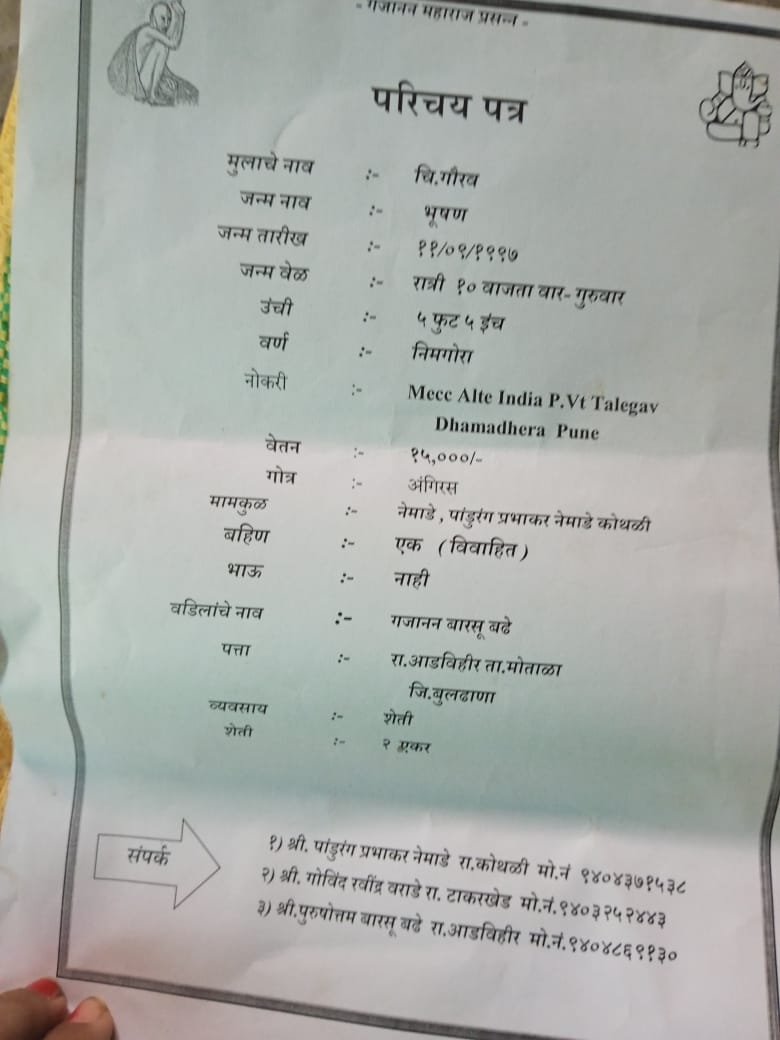 - गजानन महाराज प्रसन्न -
परिचय पत्र
मुलाचे नाव :- चि.गौरव
जन्म नाव :- भूषण
जन्म तारीख :- ११/०९/१९९७
जन्म वेळ :- रात्री १० वाजता वार- गुरुवार
उंची :- ५ फुट ५ इंच
वर्ण :- निमगोरा
नोकरी :- Mecc Alte India P.Vt Talegav
Dhamadhera Pune
वेतन :- १५,०००/-
गोत्र :- अंगिरस
मामकुळ :- नेमाडे , पांडुरंग प्रभाकर नेमाडे कोथळी
बहिण :- एक ( विवाहित )
भाऊ :- नाही
वडिलांचे नाव :- गजानन बारसू बढे
पत्ता :- रा.आडविहीर ता.मोताळा
जि.बुलढाणा
व्यवसाय :- शेती
शेती :- २ एकर
संपर्क
१) श्री. पांडुरंग प्रभाकर नेमाडे रा.कोथळी मो.नं ९४०४३७१५३८
२) श्री. गोविंद रवींद्र वराडे रा. टाकरखेड मो.नं.९४०३२५२४४३
३) श्री.पुरुषोत्तम बारसू बढे रा.आडविहीर मो.नं.९४०४८६९१३०